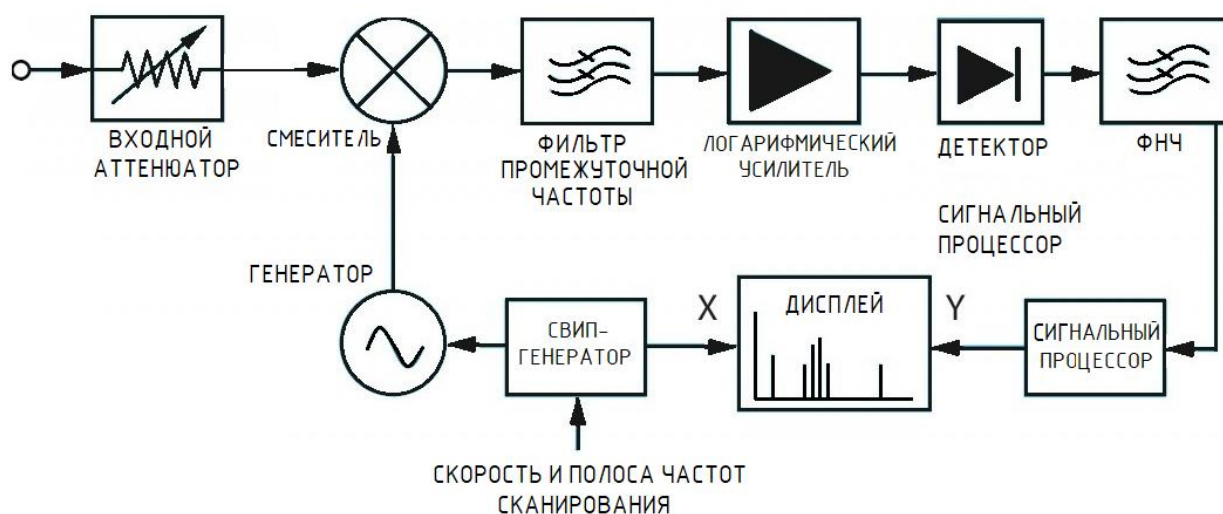 ВХОДНОЙ
АТТЕНЮАТОР
СМЕСИТЕЛЬ
ФИЛЬТР
ПРОМЕЖУТОЧНОЙ
ЧАСТОТЫ
ЛОГАРИФМИЧЕСКИЙ
УСИЛИТЕЛЬ
ДЕТЕКТОР
ФНЧ
СИГНАЛЬНЫЙ
ПРОЦЕССОР
ГЕНЕРАТОР
СВИП-
ГЕНЕРАТОР
X
ДИСПЛЕЙ
Y
СИГНАЛЬНЫЙ
ПРОЦЕССОР
СКОРОСТЬ И ПОЛОСА ЧАСТОТ
СКАНИРОВАНИЯ